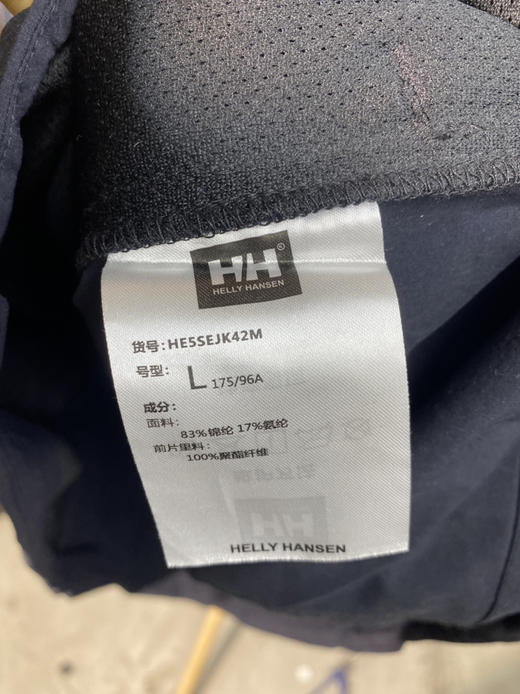 HH
©
HELLY HANSEN
货号: HE5SEJK42M
号型: L 175/96A
成分:
面料:
83%锦纶 17%氨纶
前片里料:
100%聚酯纤维
HELLY HANSEN